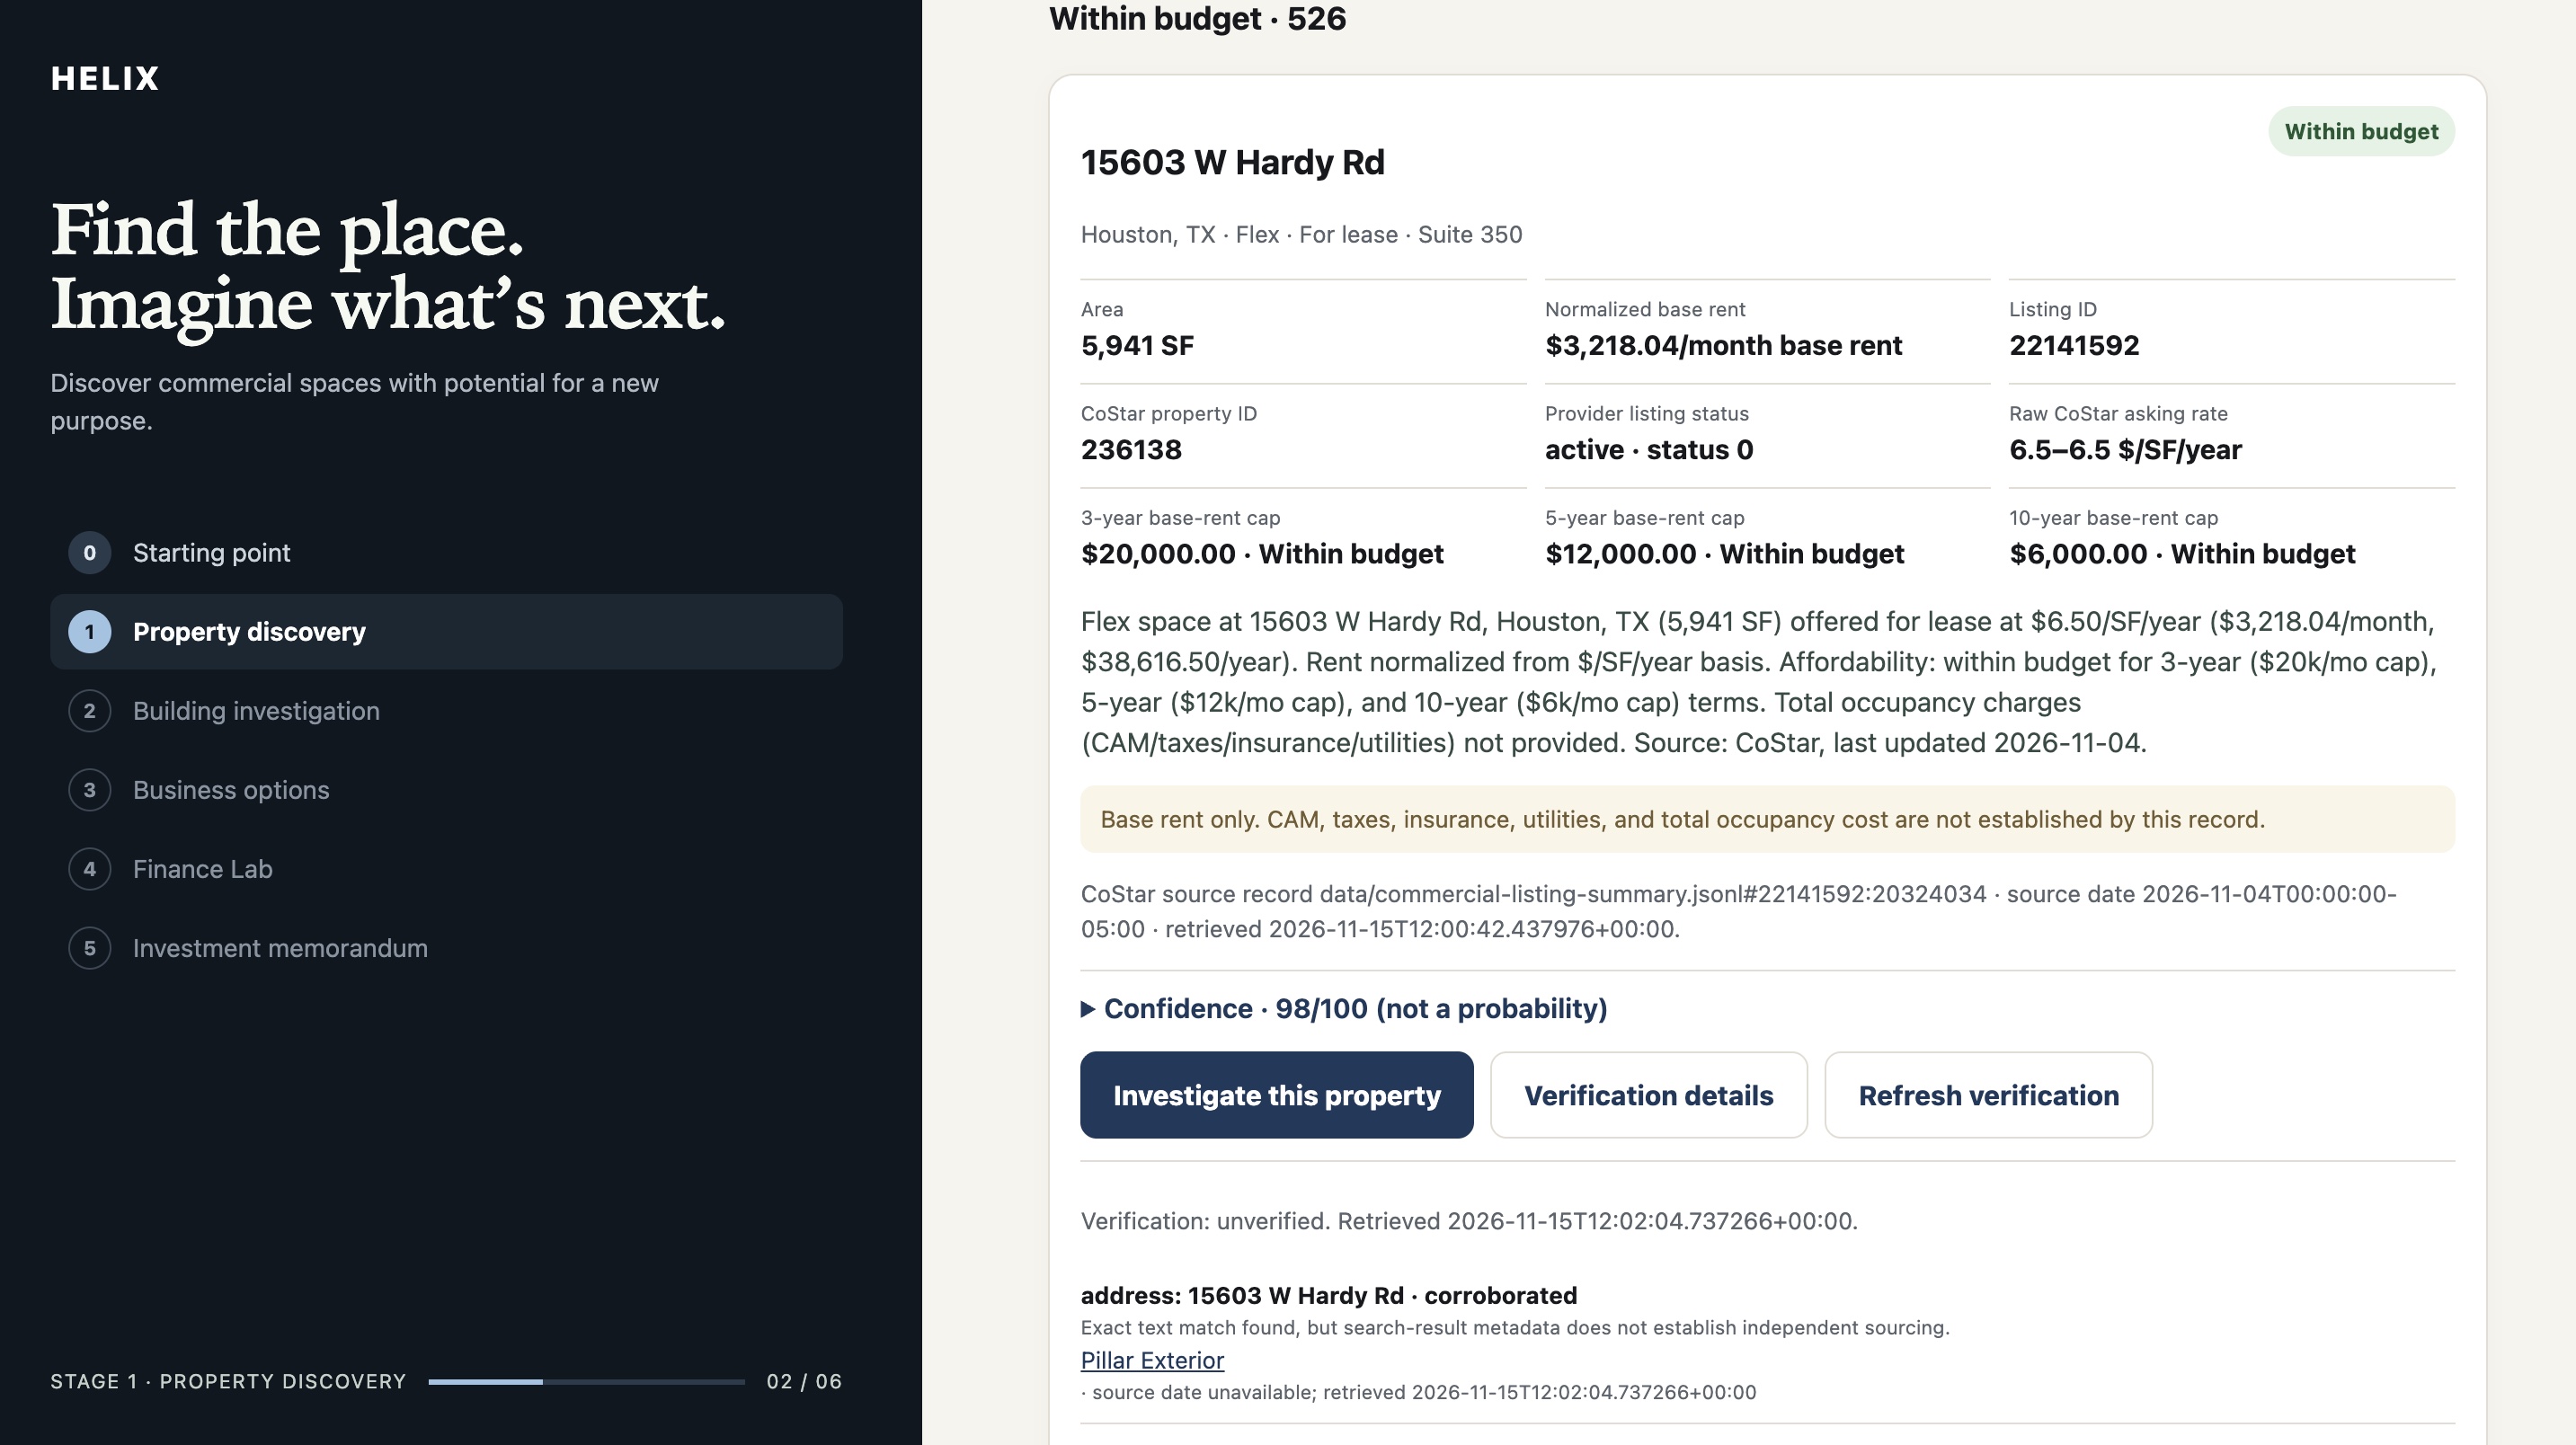 HELIX
Find the place.
Imagine what’s next.
Discover commercial spaces with potential for a new
purpose.
0 Starting point
1 Property discovery
2 Building investigation
3 Business options
4 Finance Lab
5 Investment memorandum
STAGE 1 · PROPERTY DISCOVERY 02 / 06
Within budget · 526
Within budget
15603 W Hardy Rd
Houston, TX · Flex · For lease · Suite 350
Area
5,941 SF
Normalized base rent
$3,218.04/month base rent
Listing ID
22141592
CoStar property ID
236138
Provider listing status
active · status 0
Raw CoStar asking rate
6.5–6.5 $/SF/year
3-year base-rent cap
$20,000.00 · Within budget
5-year base-rent cap
$12,000.00 · Within budget
10-year base-rent cap
$6,000.00 · Within budget
Flex space at 15603 W Hardy Rd, Houston, TX (5,941 SF) offered for lease at $6.50/SF/year ($3,218.04/month,
$38,616.50/year). Rent normalized from $/SF/year basis. Affordability: within budget for 3-year ($20k/mo cap),
5-year ($12k/mo cap), and 10-year ($6k/mo cap) terms. Total occupancy charges
(CAM/taxes/insurance/utilities) not provided. Source: CoStar, last updated 2026-11-04.
Base rent only. CAM, taxes, insurance, utilities, and total occupancy cost are not established by this record.
CoStar source record data/commercial-listing-summary.jsonl#22141592:20324034 · source date 2026-11-04T00:00:00-
05:00 · retrieved 2026-11-15T12:00:42.437976+00:00.
▶ Confidence · 98/100 (not a probability)
Investigate this property
Verification details
Refresh verification
Verification: unverified. Retrieved 2026-11-15T12:02:04.737266+00:00.
address: 15603 W Hardy Rd · corroborated
Exact text match found, but search-result metadata does not establish independent sourcing.
Pillar Exterior
· source date unavailable; retrieved 2026-11-15T12:02:04.737266+00:00